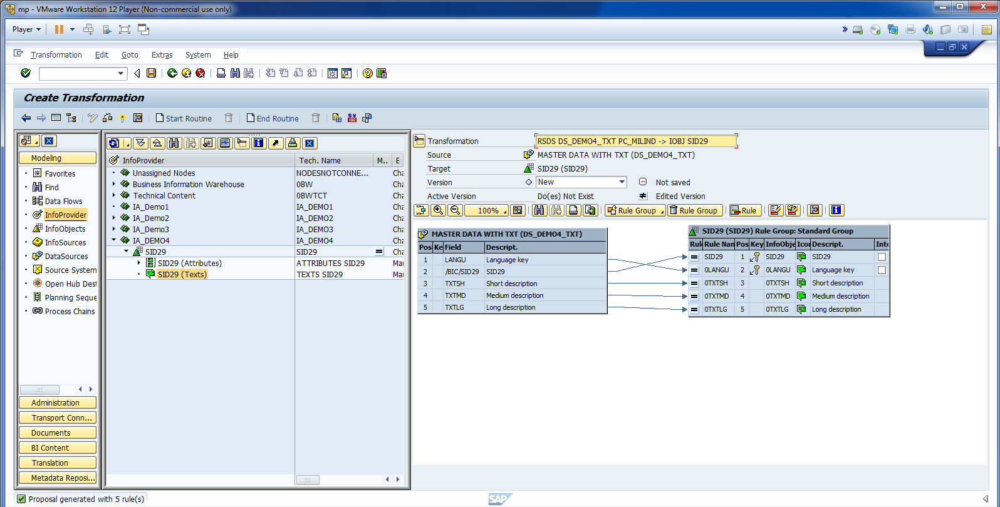 mp - VMware Workstation 12 Player (Non-commercial use only)
Player
Transformation Edit Goto Extras System Help
Create Transformation
Start Routine End Routine
Modeling
Favorites
Find
Data Flows
InfoProvider
InfoObjects
InfoSources
DataSources
Source System
Open Hub Dest
Planning Seque
Process Chains
Administration
Transport Conn...
Documents
BI Content
Translation
Metadata Reposi...
InfoProvider Tech. Name M.. E
Unassigned Nodes NODESNOTCONNE... Cha
Business Information Warehouse 0BW Cha
Technical Content 0BWTCT Cha
IA_Demo1 IA_DEMO1 Cha
IA_Demo2 IA_DEMO2 Cha
IA_Demo3 IA_DEMO3 Cha
IA_DEMO4 IA_DEMO4 Cha
SID29 SID29 Cha
SID29 (Attributes) ATTRIBUTES SID29 Mar
SID29 (Texts) TEXTS SID29 Mar
Transformation RSDS DS_DEMO4_TXT PC_MILIND -> IOBJ SID29
Source MASTER DATA WITH TXT (DS_DEMO4_TXT)
Target SID29 (SID29)
Version New Not saved
Active Version Do(es) Not Exist Edited Version
100% Rule Group Rule Group Rule
MASTER DATA WITH TXT (DS_DEMO4_TXT)
Pos Ke Field Descript.
1 LANGU Language key
2 /BIC/SID29 SID29
3 TXTSH Short description
4 TXTMD Medium description
5 TXTLG Long description
SID29 (SID29) Rule Group: Standard Group
Rul Rule Nan Pos Key InfoObje Icon Descript. Inte
SID29 1 SID29 SID29
0LANGU 2 0LANGU Language key
0TXTSH 3 0TXTSH Short description
0TXTMD 4 0TXTMD Medium description
0TXTLG 5 0TXTLG Long description
Proposal generated with 5 rule(s)
SAP